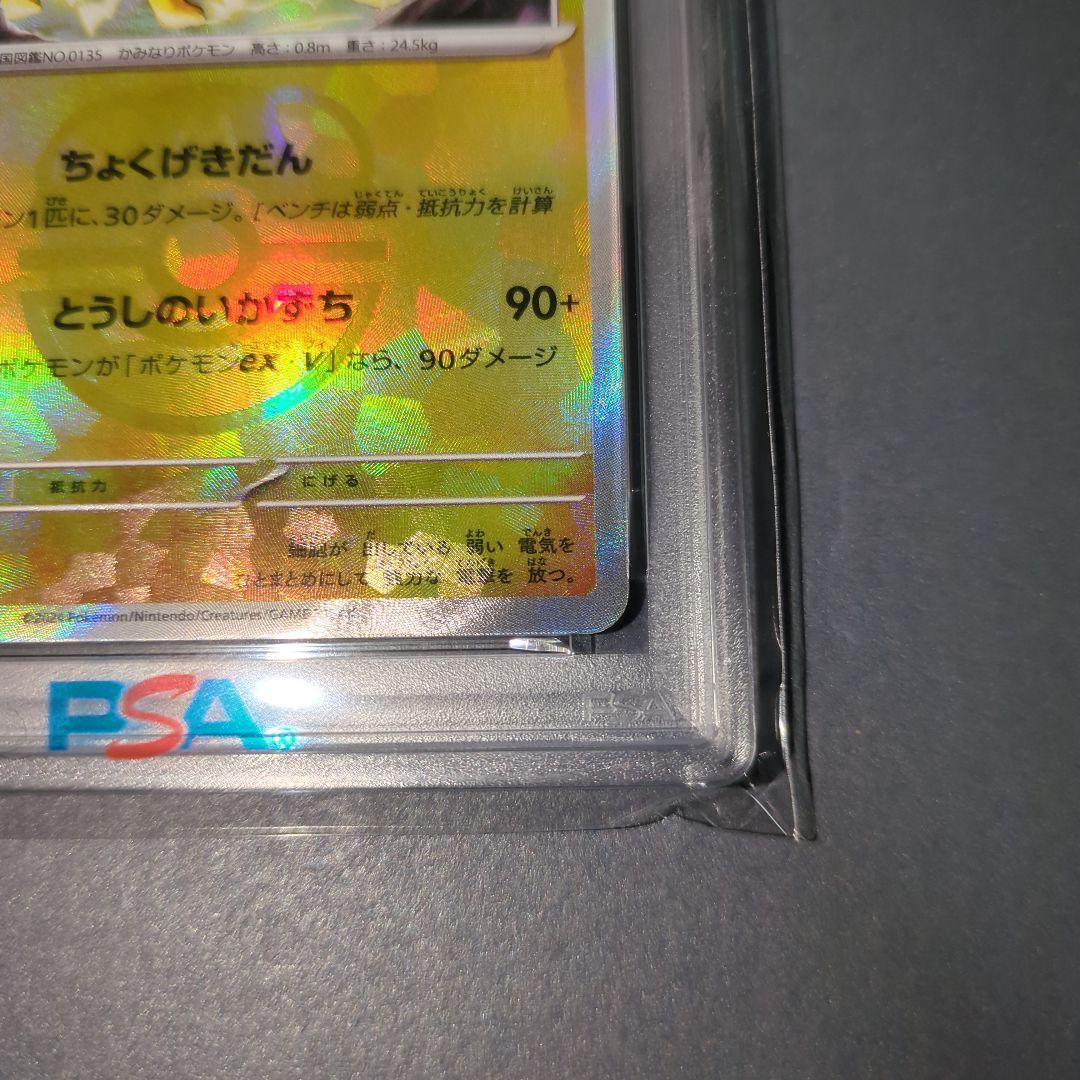 国図鑑NO.0135 かみなりポケモン 高さ:0.8m 重さ:24.5kg
ちょくげきだん
ン1匹に、30ダメージ。[ベンチは弱点・抵抗力を計算
とうしのいかずち 90+
ポケモンが「ポケモンex・V」なら、90ダメージ
抵抗力 にげる
細胞が 出している 弱い 電気を
ひとまとめにして 強力な 電撃を 放つ。
©2024 Pokémon/Nintendo/Creatures/GAME
PSA®
PSA